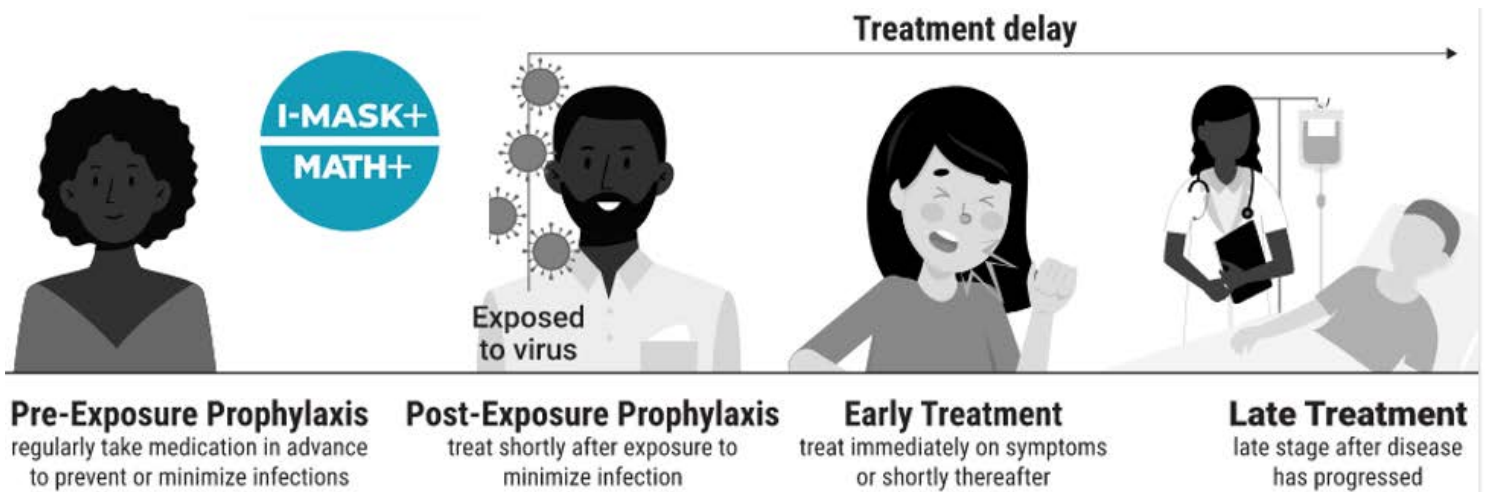 Treatment delay
I-MASK+
MATH+
Exposed
to virus
Pre-Exposure Prophylaxis
regularly take medication in advance
to prevent or minimize infections
Post-Exposure Prophylaxis
treat shortly after exposure to
minimize infection
Early Treatment
treat immediately on symptoms
or shortly thereafter
Late Treatment
late stage after disease
has progressed